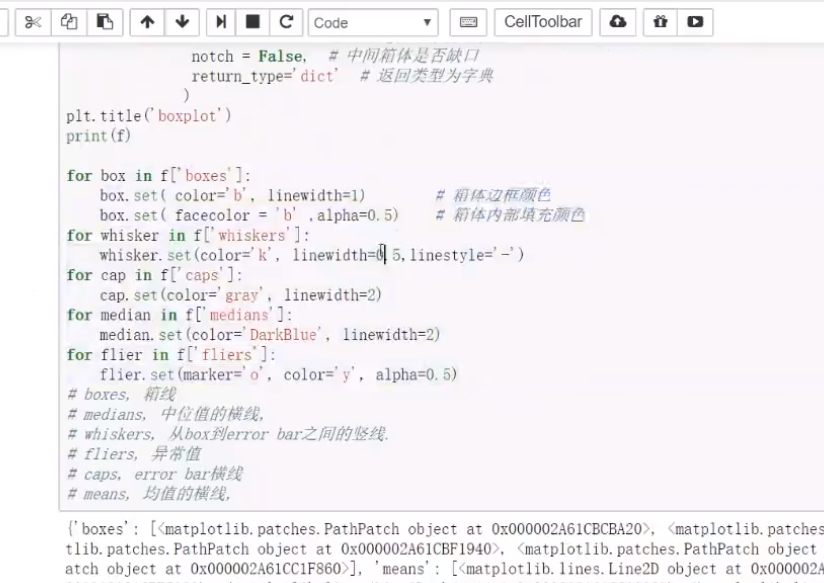 Code
CellToolbar
notch = False,  # 中间箱体是否缺口
return_type='dict'  # 返回类型为字典
)
plt.title('boxplot')
print(f)
for box in f['boxes']:
box.set( color='b', linewidth=1)  # 箱体边框颜色
box.set( facecolor = 'b' ,alpha=0.5)  # 箱体内部填充颜色
for whisker in f['whiskers']:
whisker.set(color='k', linewidth=0.5,linestyle='-')
for cap in f['caps']:
cap.set(color='gray', linewidth=2)
for median in f['medians']:
median.set(color='DarkBlue', linewidth=2)
for flier in f['fliers']:
flier.set(marker='o', color='y', alpha=0.5)
# boxes, 箱线
# medians, 中位值的横线,
# whiskers, 从box到error bar之间的竖线.
# fliers, 异常值
# caps, error bar横线
# means, 均值的横线,
{'boxes': [<matplotlib.patches.PathPatch object at 0x000002A61CBCBA20>, <matplotlib.patches
tlib.patches.PathPatch object at 0x000002A61CBF1940>, <matplotlib.patches.PathPatch object
atch object at 0x000002A61CC1F860>], 'means': [<matplotlib.lines.Line2D object at 0x000002A